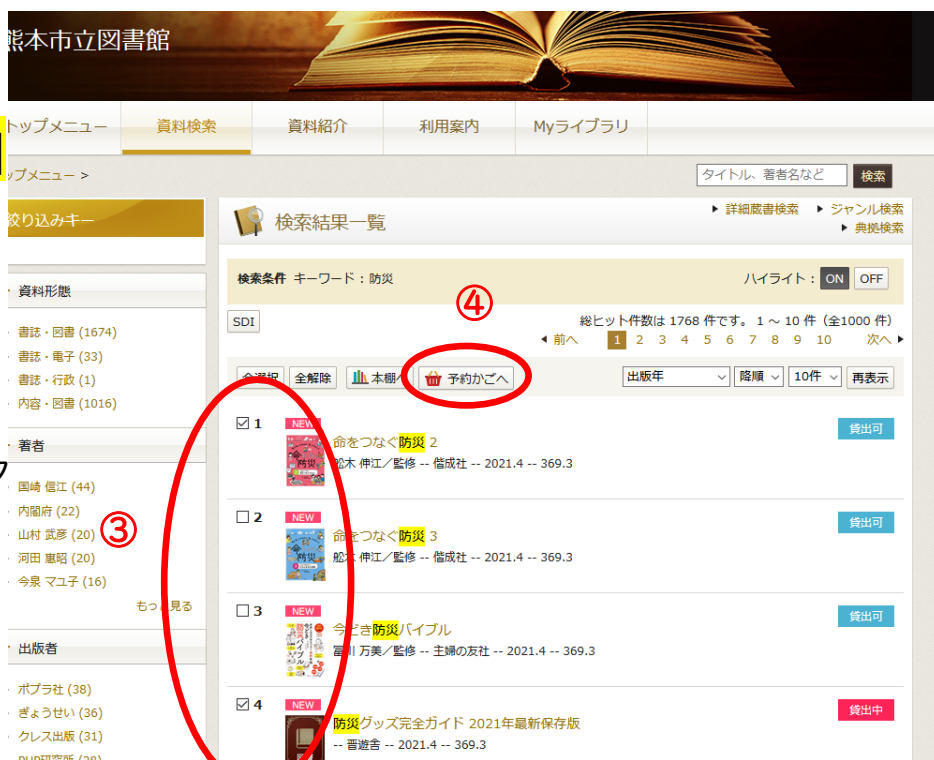 熊本市立図書館
トップメニュー 資料検索 資料紹介 利用案内 Myライブラリ
ップメニュー >
タイトル、著者名など 検索
絞り込みキー
検索結果一覧
詳細蔵書検索 ジャンル検索
典拠検索
検索条件 キーワード：防災
ハイライト： ON OFF
④
SDI
総ヒット件数は 1768 件です。 1 ～ 10 件（全1000 件）
前へ 1 2 3 4 5 6 7 8 9 10 次へ
全選択 全解除 本棚へ 予約かごへ 出版年 降順 10件 再表示
資料形態
書誌・図書 (1674)
書誌・電子 (33)
書誌・行政 (1)
内容・図書 (1016)
著者
国崎 信江 (44)
内閣府 (22)
山村 武彦 (20)
河田 惠昭 (20)
今泉 マユ子 (16)
もっと見る
③
出版者
ポプラ社 (38)
ぎょうせい (36)
クレス出版 (31)
PHP研究所 (28)
1 NEW
命をつなぐ防災 2
舩木 伸江／監修 -- 偕成社 -- 2021.4 -- 369.3
貸出可
2 NEW
命をつなぐ防災 3
舩木 伸江／監修 -- 偕成社 -- 2021.4 -- 369.3
貸出可
3 NEW
今どき防災バイブル
冨川 万美／監修 -- 主婦の友社 -- 2021.4 -- 369.3
貸出可
4 NEW
防災グッズ完全ガイド 2021年最新保存版
-- 晋遊舎 -- 2021.4 -- 369.3
貸出中